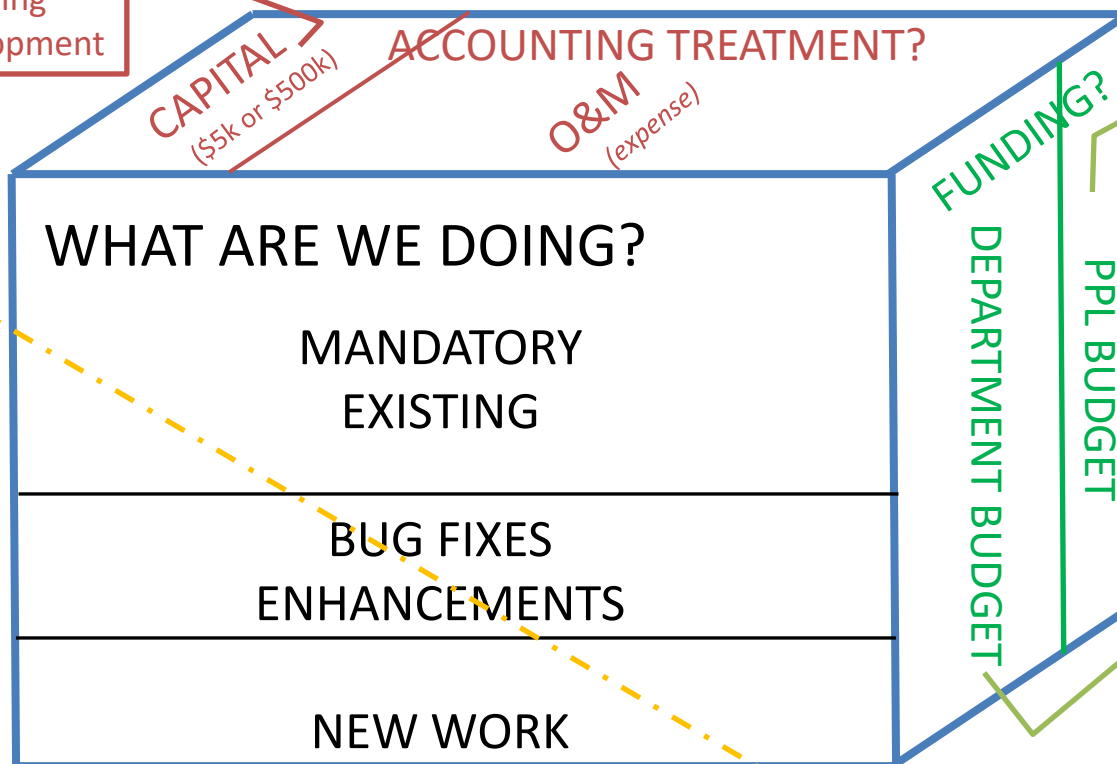 ing
opment
ACCOUNTING TREATMENT?
CAPITAL
($5k or $500k)
O&M
(expense)
FUNDING?
DEPARTMENT BUDGET
PPL BUDGET
WHAT ARE WE DOING?
MANDATORY
EXISTING
BUG FIXES
ENHANCEMENTS
NEW WORK